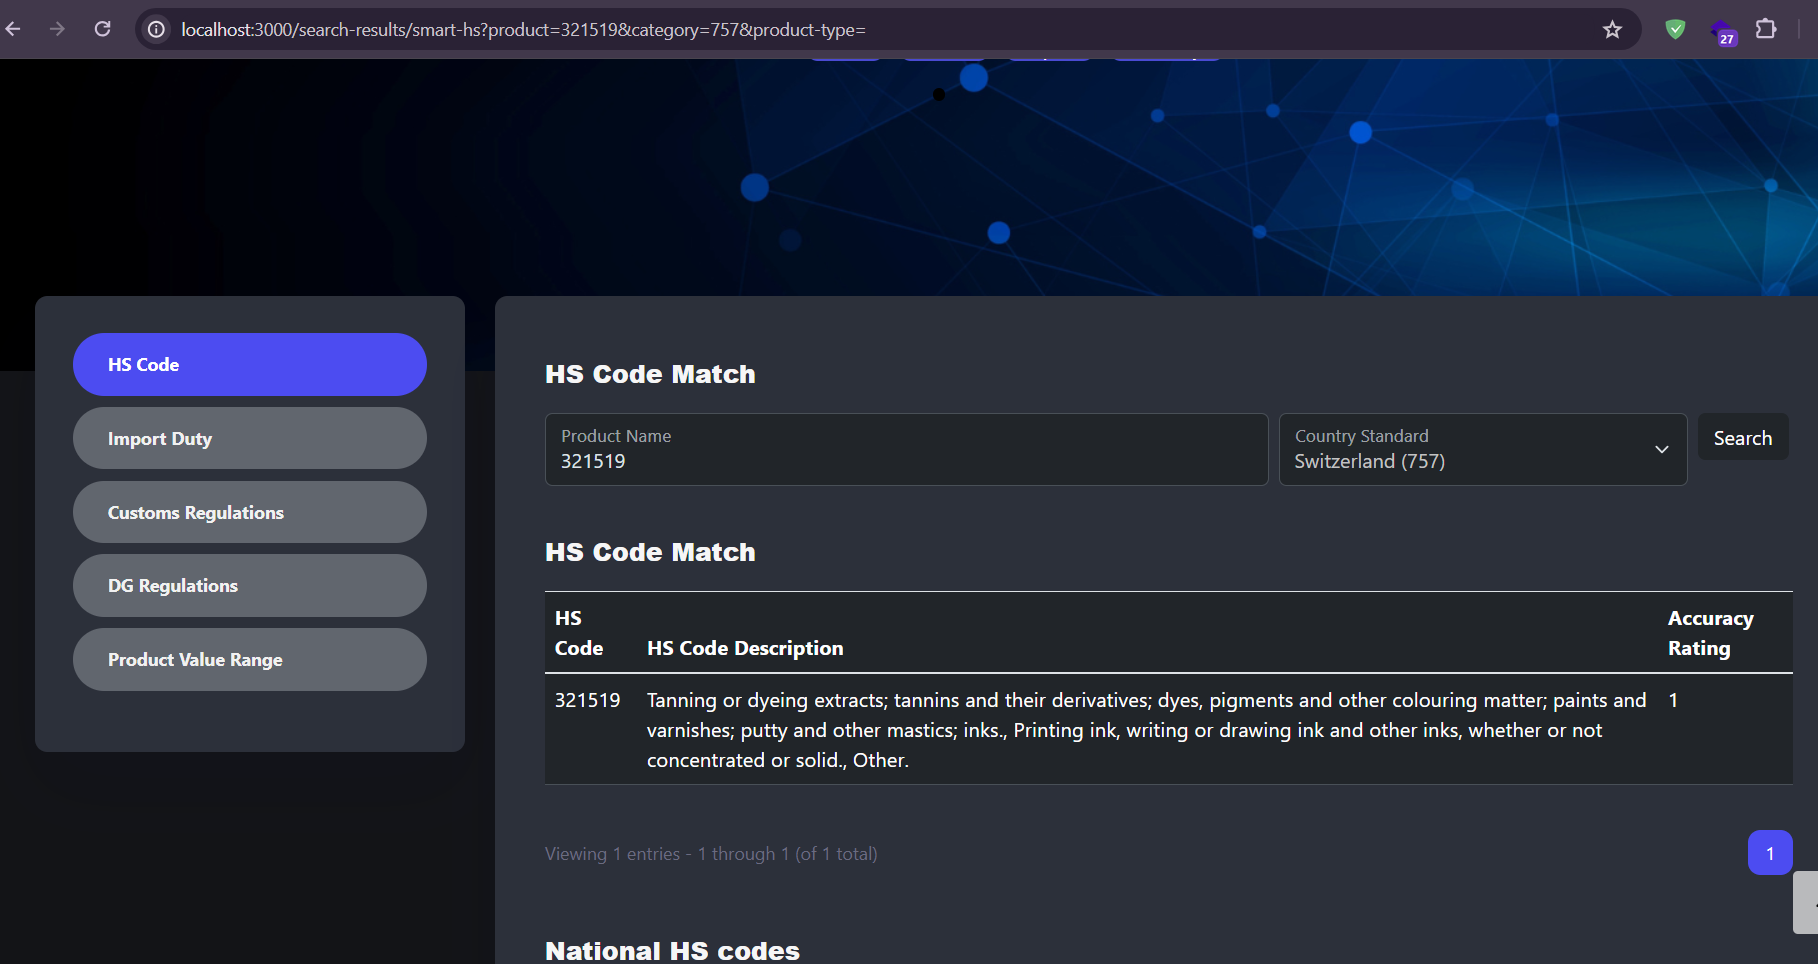 localhost:3000/search-results/smart-hs?product=321519&category=757&product-type=
27
HS Code
Import Duty
Customs Regulations
DG Regulations
Product Value Range
HS Code Match
Product Name
321519
Country Standard
Switzerland (757)
Search
HS Code Match
HS
Code
HS Code Description
Accuracy
Rating
321519
Tanning or dyeing extracts; tannins and their derivatives; dyes, pigments and other colouring matter; paints and
varnishes; putty and other mastics; inks., Printing ink, writing or drawing ink and other inks, whether or not
concentrated or solid., Other.
1
Viewing 1 entries - 1 through 1 (of 1 total)
1
National HS codes